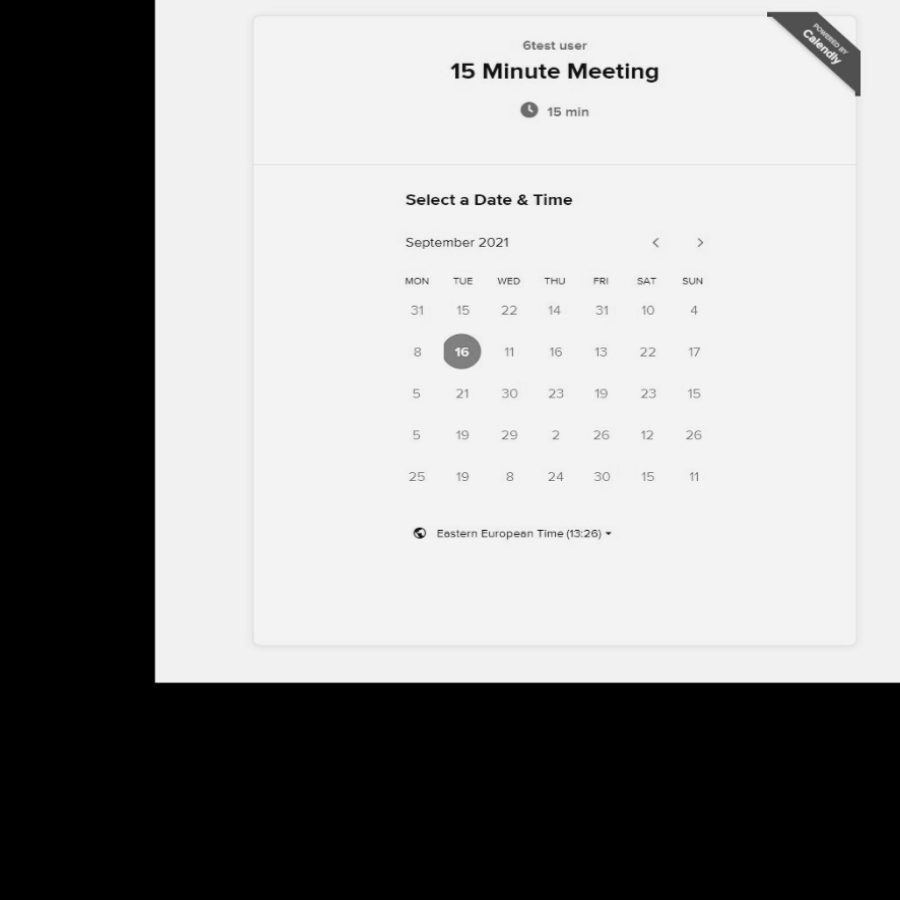 6test user
15 Minute Meeting
15 min
POWERED BY
Calendly
Select a Date & Time
September 2021
MON TUE WED THU FRI SAT SUN
31 15 22 14 31 10 4
8 16 11 16 13 22 17
5 21 30 23 19 23 15
5 19 29 2 26 12 26
25 19 8 24 30 15 11
Eastern European Time (13:26)